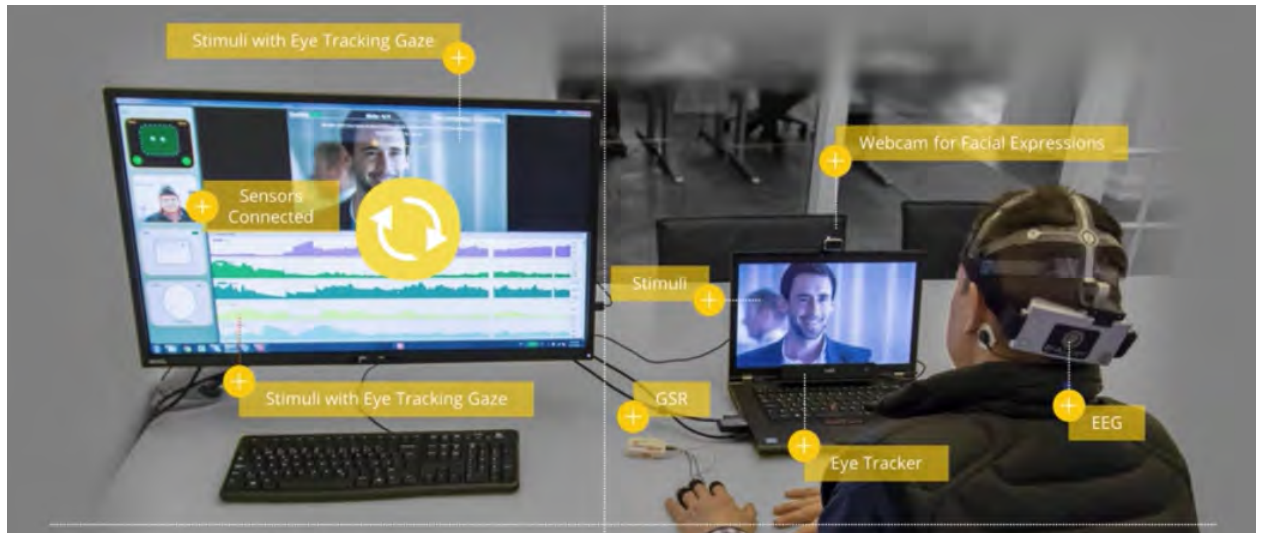 Stimuli with Eye Tracking Gaze
Webcam for Facial Expressions
Sensors
Connected
Stimuli
Stimuli with Eye Tracking Gaze
GSR
EEG
Eye Tracker